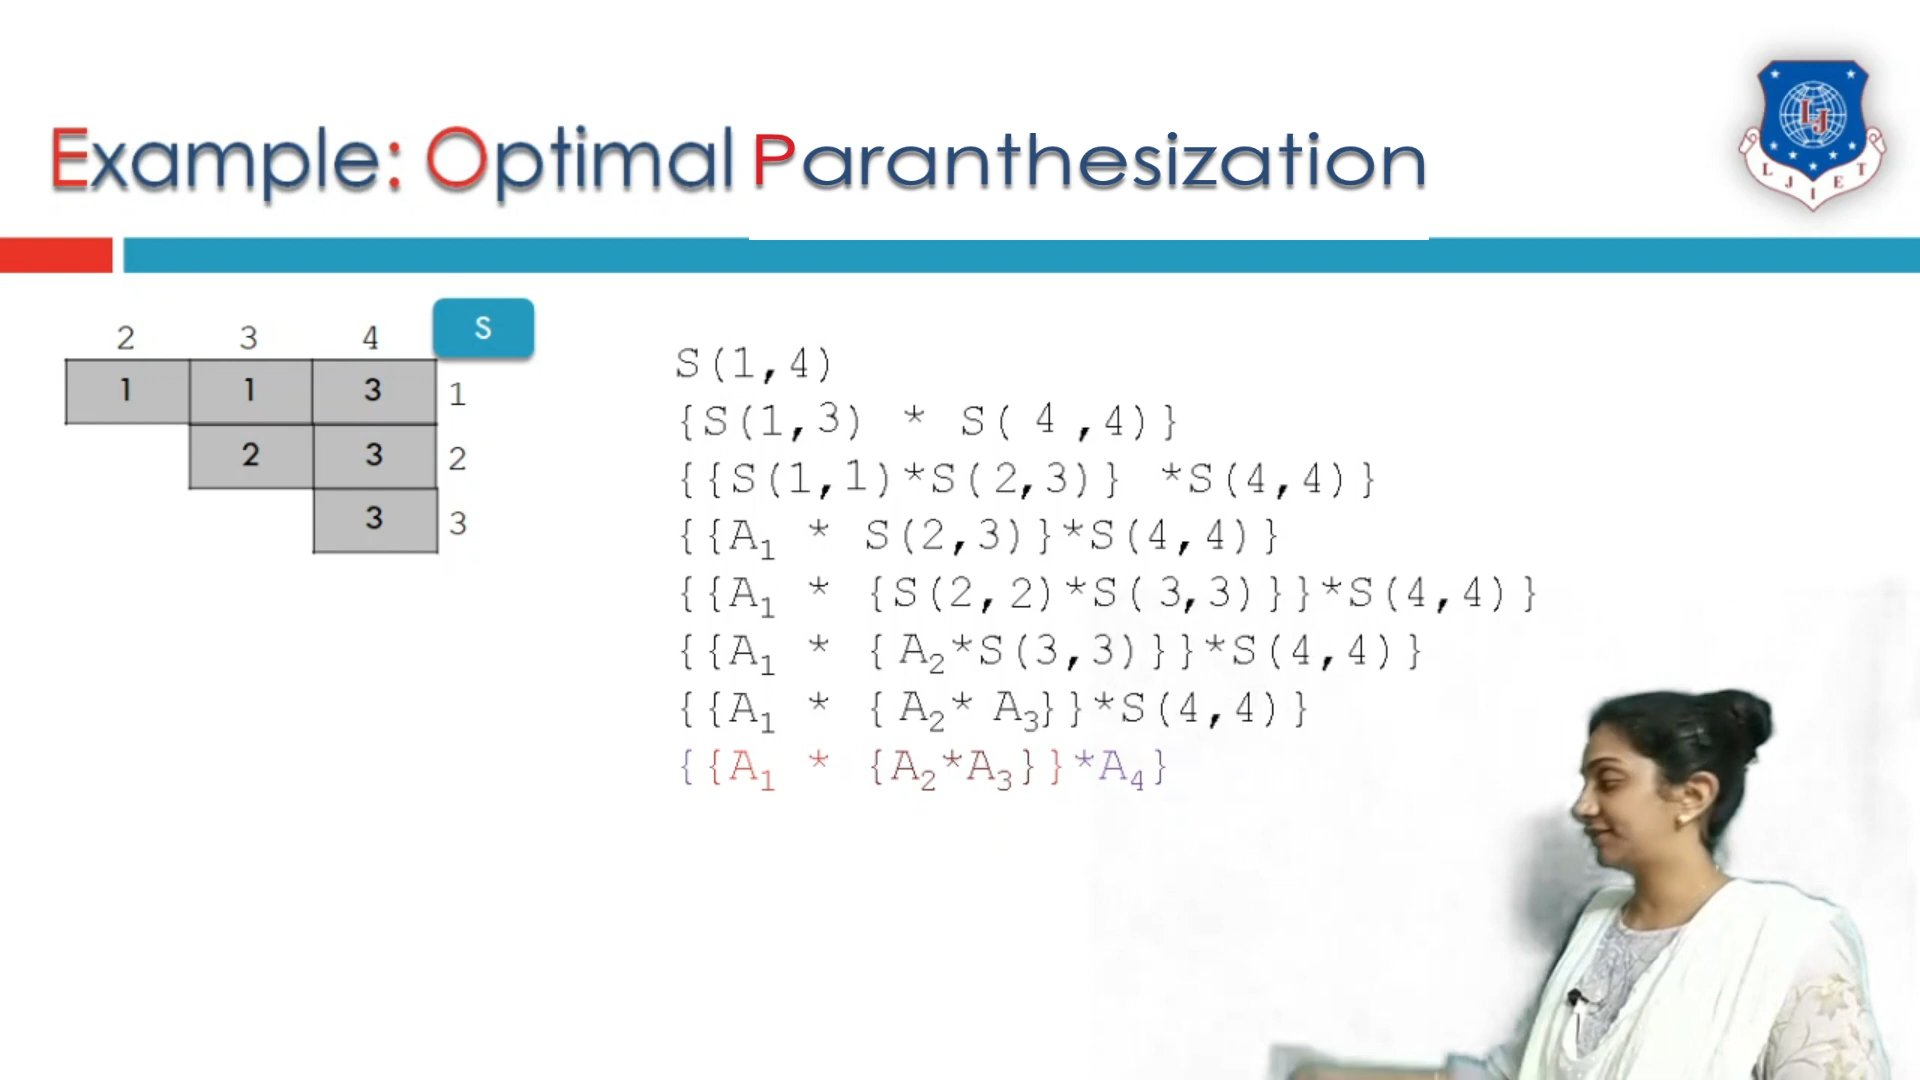 Example: Optimal Paranthesization
L J I E T
LJ
S
2 3 4
1 1 3 1
2 3 2
3 3
S(1,4)
{S(1,3) * S( 4 ,4)}
{{S(1,1)*S(2,3)} *S(4,4)}
{{A₁ * S(2,3)}*S(4,4)}
{{A₁ * {S(2,2)*S(3,3)}}*S(4,4)}
{{A₁ * {A₂*S(3,3)}}*S(4,4)}
{{A₁ * {A₂* A₃}}*S(4,4)}
{{A₁ * {A₂*A₃}}*A₄}